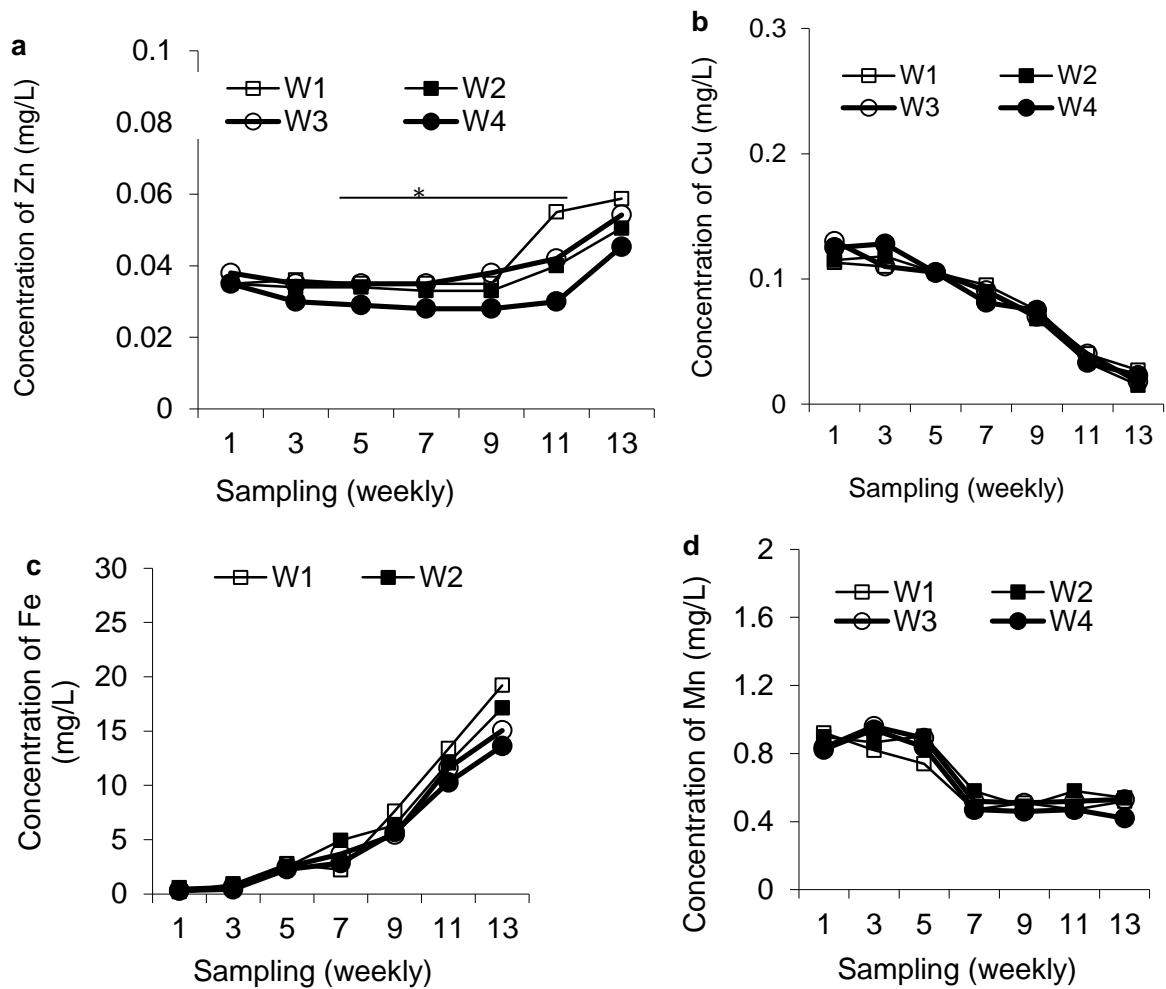 a
Concentration of Zn (mg/L)
0.1
0.08
0.06
0.04
0.02
0
W1 W2
W3 W4
*
1 3 5 7 9 11 13
Sampling (weekly)
b
Concentration of Cu (mg/L)
0.3
0.2
0.1
0
W1 W2
W3 W4
1 3 5 7 9 11 13
Sampling (weekly)
c
Concentration of Fe
(mg/L)
30
25
20
15
10
5
0
W1 W2
1 3 5 7 9 11 13
Sampling (weekly)
d
Concentration of Mn (mg/L)
2
1.6
1.2
0.8
0.4
0
W1 W2
W3 W4
1 3 5 7 9 11 13
Sampling (weekly)